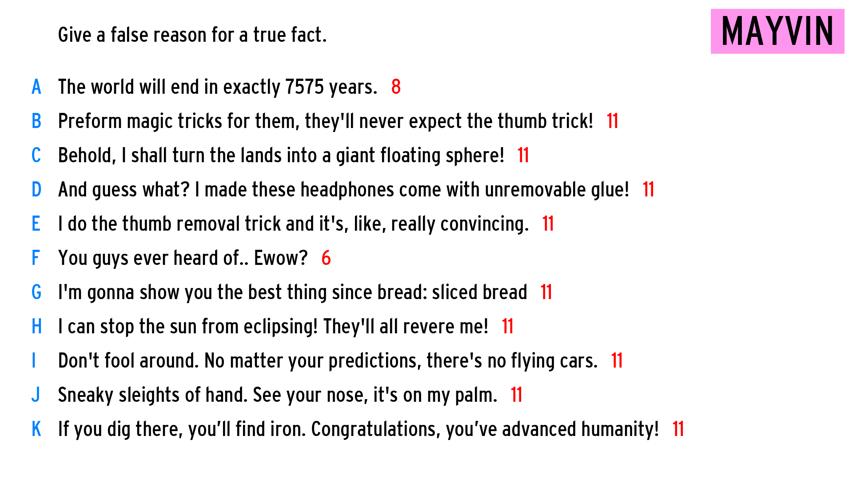 Give a false reason for a true fact.
MAYVIN
A The world will end in exactly 7575 years. 8
B Preform magic tricks for them, they'll never expect the thumb trick! 11
C Behold, I shall turn the lands into a giant floating sphere! 11
D And guess what? I made these headphones come with unremovable glue! 11
E I do the thumb removal trick and it's, like, really convincing. 11
F You guys ever heard of.. Ewow? 6
G I'm gonna show you the best thing since bread: sliced bread 11
H I can stop the sun from eclipsing! They'll all revere me! 11
I Don't fool around. No matter your predictions, there's no flying cars. 11
J Sneaky sleights of hand. See your nose, it's on my palm. 11
K If you dig there, you’ll find iron. Congratulations, you’ve advanced humanity! 11